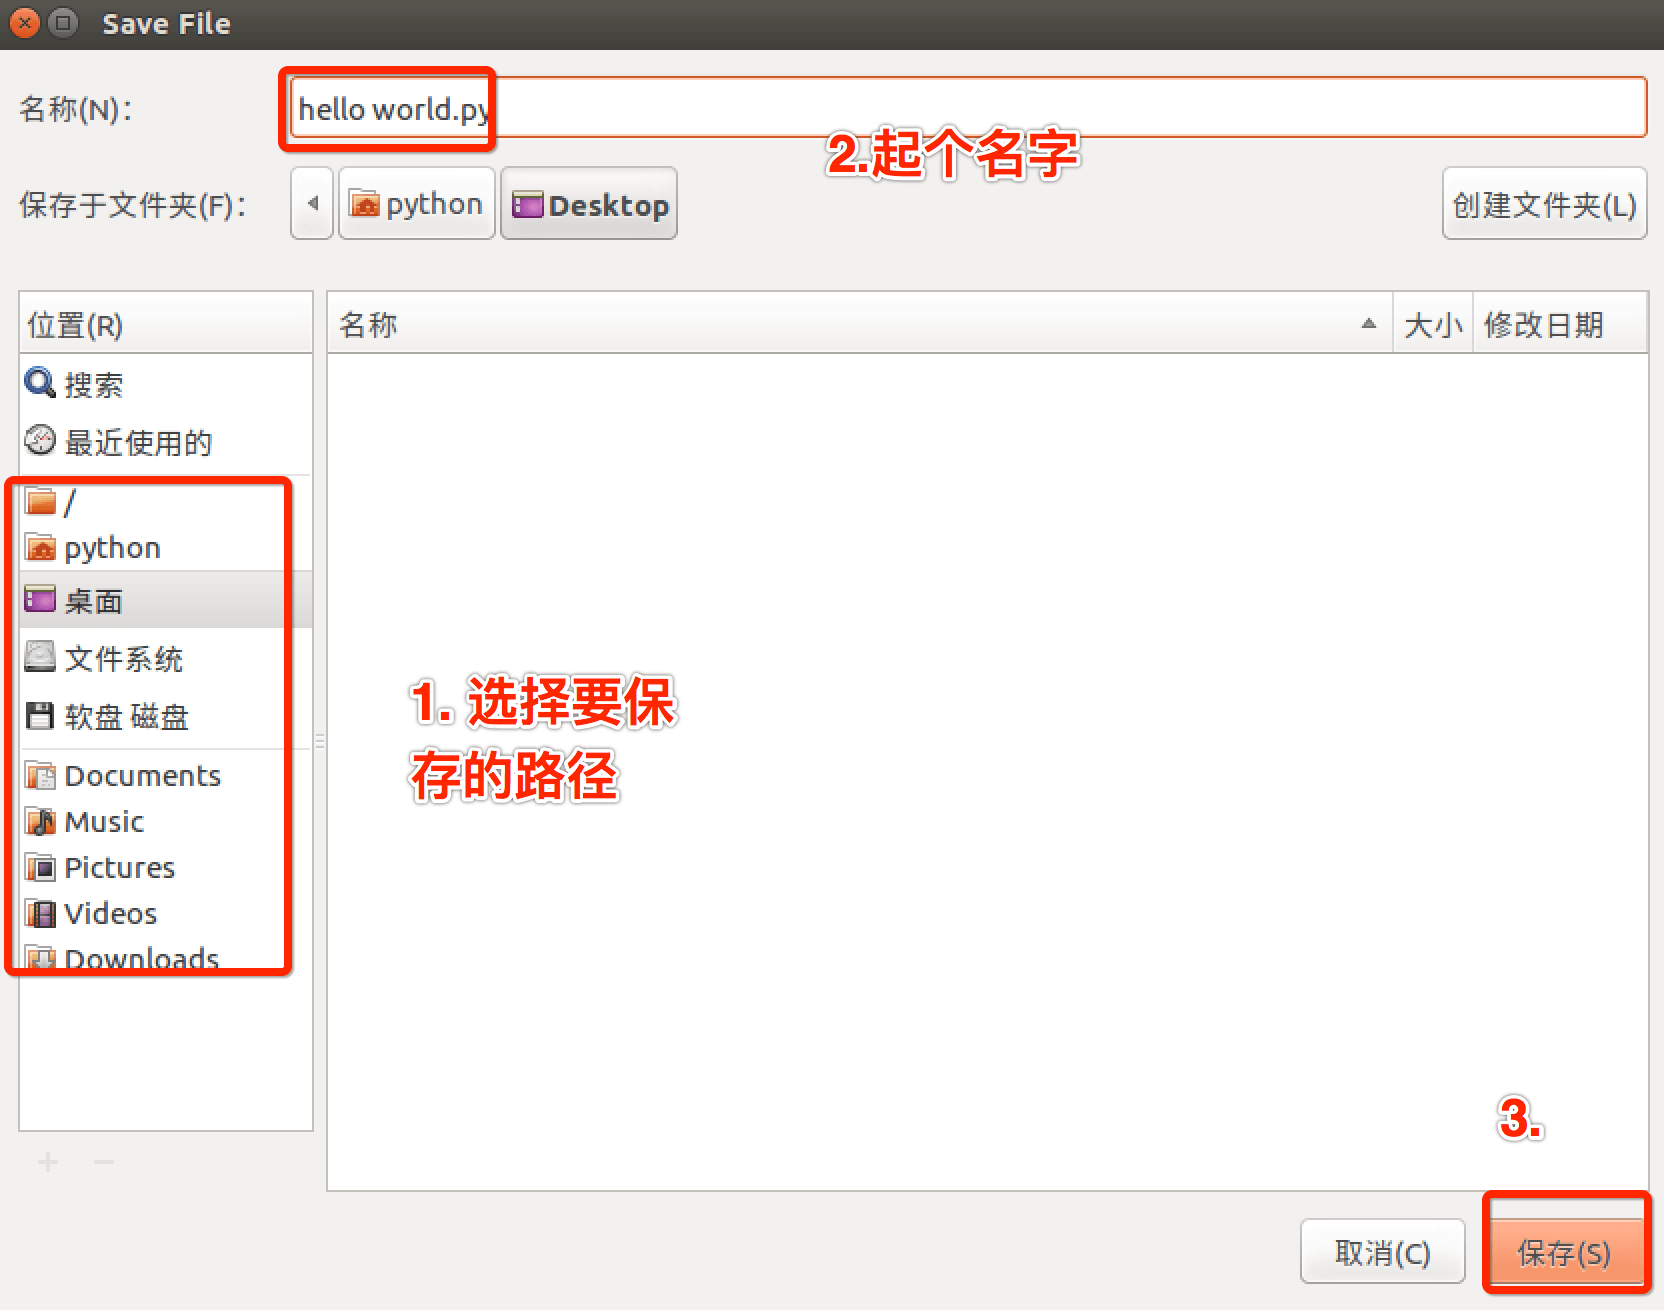 Save File
名称(N)：
hello world.py
2.起个名字
保存于文件夹(F)：
python
Desktop
创建文件夹(L)
位置(R)
名称
大小
修改日期
搜索
最近使用的
/
python
桌面
文件系统
软盘 磁盘
Documents
Music
Pictures
Videos
Downloads
1. 选择要保
存的路径
3.
取消(C)
保存(S)